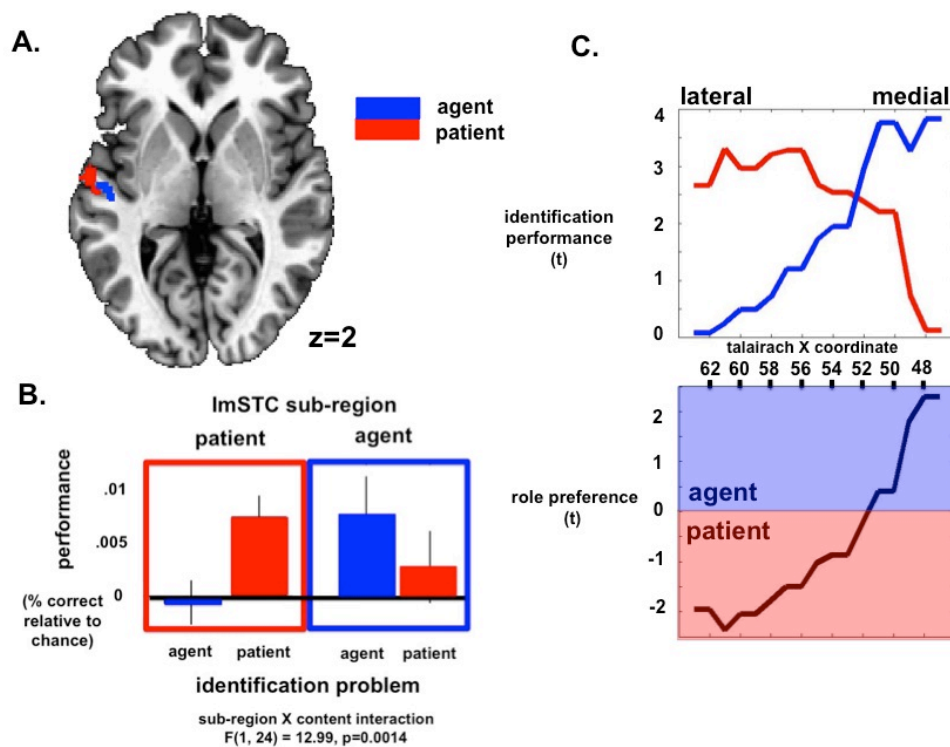 A.
agent
patient
z=2
B.
lmSTC sub-region
patient
agent
performance
.01
.005
0
(% correct
relative to
chance)
agent
patient
agent
patient
identification problem
sub-region X content interaction
F(1, 24) = 12.99, p=0.0014
C.
lateral
medial
4
3
identification
performance
(t)
2
1
0
talairach X coordinate
62 60 58 56 54 52 50 48
2
1
agent
role preference
(t)
0
patient
-1
-2